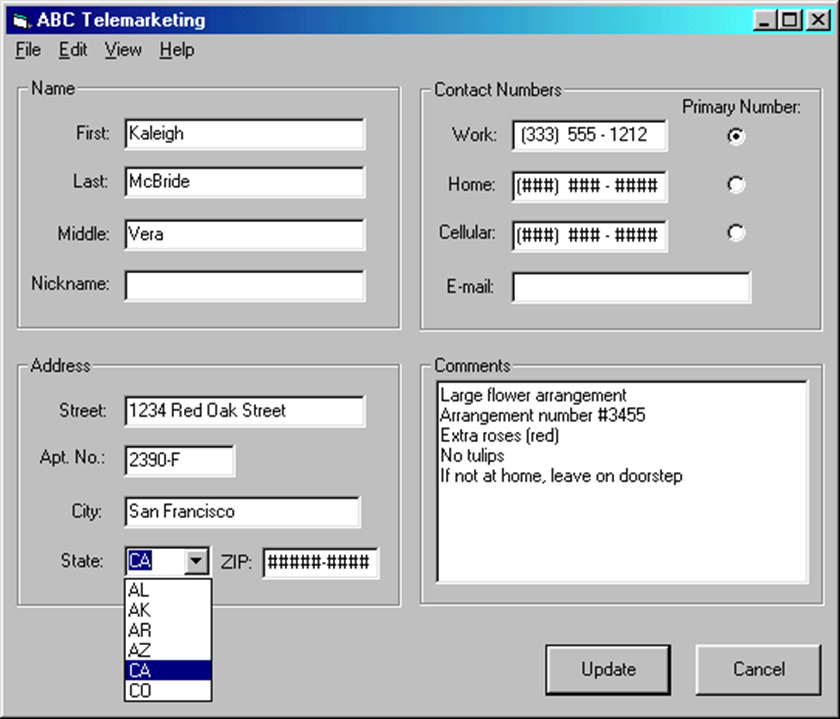 ABC Telemarketing
File Edit View Help
Name
First: Kaleigh
Last: McBride
Middle: Vera
Nickname:
Contact Numbers
Primary Number:
Work: (333) 555 - 1212
Home: (###) ### - ####
Cellular: (###) ### - ####
E-mail:
Address
Street: 1234 Red Oak Street
Apt. No.: 2390-F
City: San Francisco
State: CA ZIP: #####-####
AL
AK
AR
AZ
CA
CO
Comments
Large flower arrangement
Arrangement number #3455
Extra roses (red)
No tulips
If not at home, leave on doorstep
Update Cancel